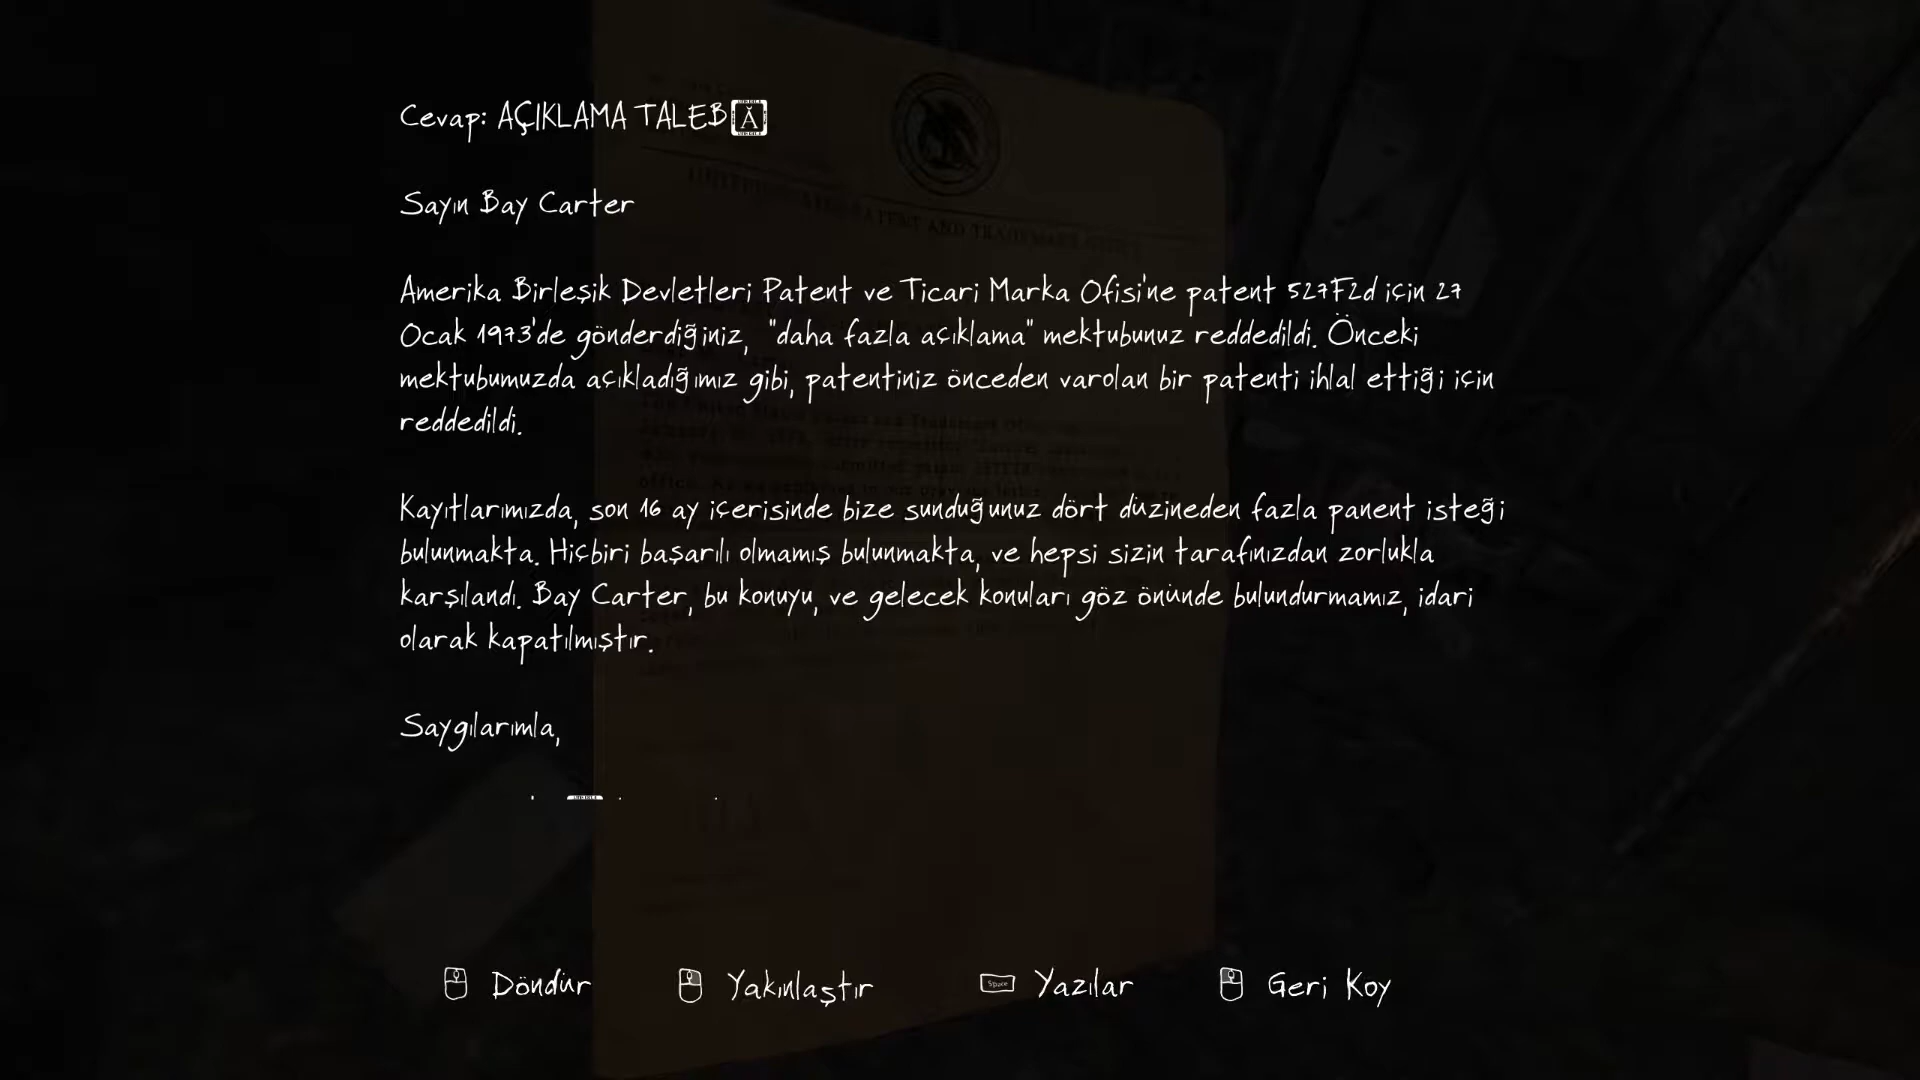 Cevap: AÇIKLAMA TALEB
Sayın Bay Carter
Amerika Birleşik Devletleri Patent ve Ticari Marka Ofisi'ne patent 527F2d için 27
Ocak 1973'de gönderdiğiniz, "daha fazla açıklama" mektubunuz reddedildi. Önceki
mektubumuzda açıkladığımız gibi, patentiniz önceden varolan bir patenti ihlal ettiği için
reddedildi.
Kayıtlarımızda, son 16 ay içerisinde bize sunduğunuz dört düzineden fazla panent isteği
bulunmakta. Hiçbiri başarılı olmamış bulunmakta, ve hepsi sizin tarafınızdan zorlukla
karşılandı. Bay Carter, bu konuyu, ve gelecek konuları göz önünde bulundurmamız, idari
olarak kapatılmıştır.
Saygılarımla,
Döndür
Yakınlaştır
Space
Yazılar
Geri Koy